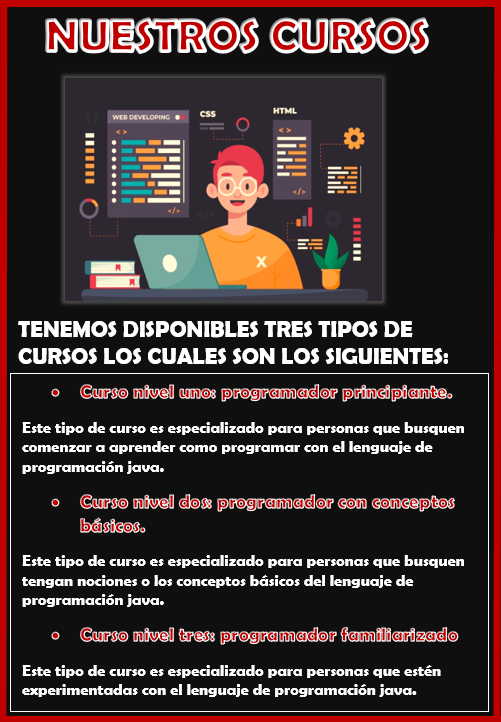 NUESTROS CURSOS
WEB DEVELOPING
CSS
HTML
< >
< >
</>
</>
</>
X
TENEMOS DISPONIBLES TRES TIPOS DE
CURSOS LOS CUALES SON LOS SIGUIENTES:
• Curso nivel uno: programador principiante.
Este tipo de curso es especializado para personas que busquen
comenzar a aprender como programar con el lenguaje de
programación java.
• Curso nivel dos: programador con conceptos
básicos.
Este tipo de curso es especializado para personas que busquen
tengan nociones o los conceptos básicos del lenguaje de
programación java.
• Curso nivel tres: programador familiarizado
Este tipo de curso es especializado para personas que estén
experimentadas con el lenguaje de programación java.